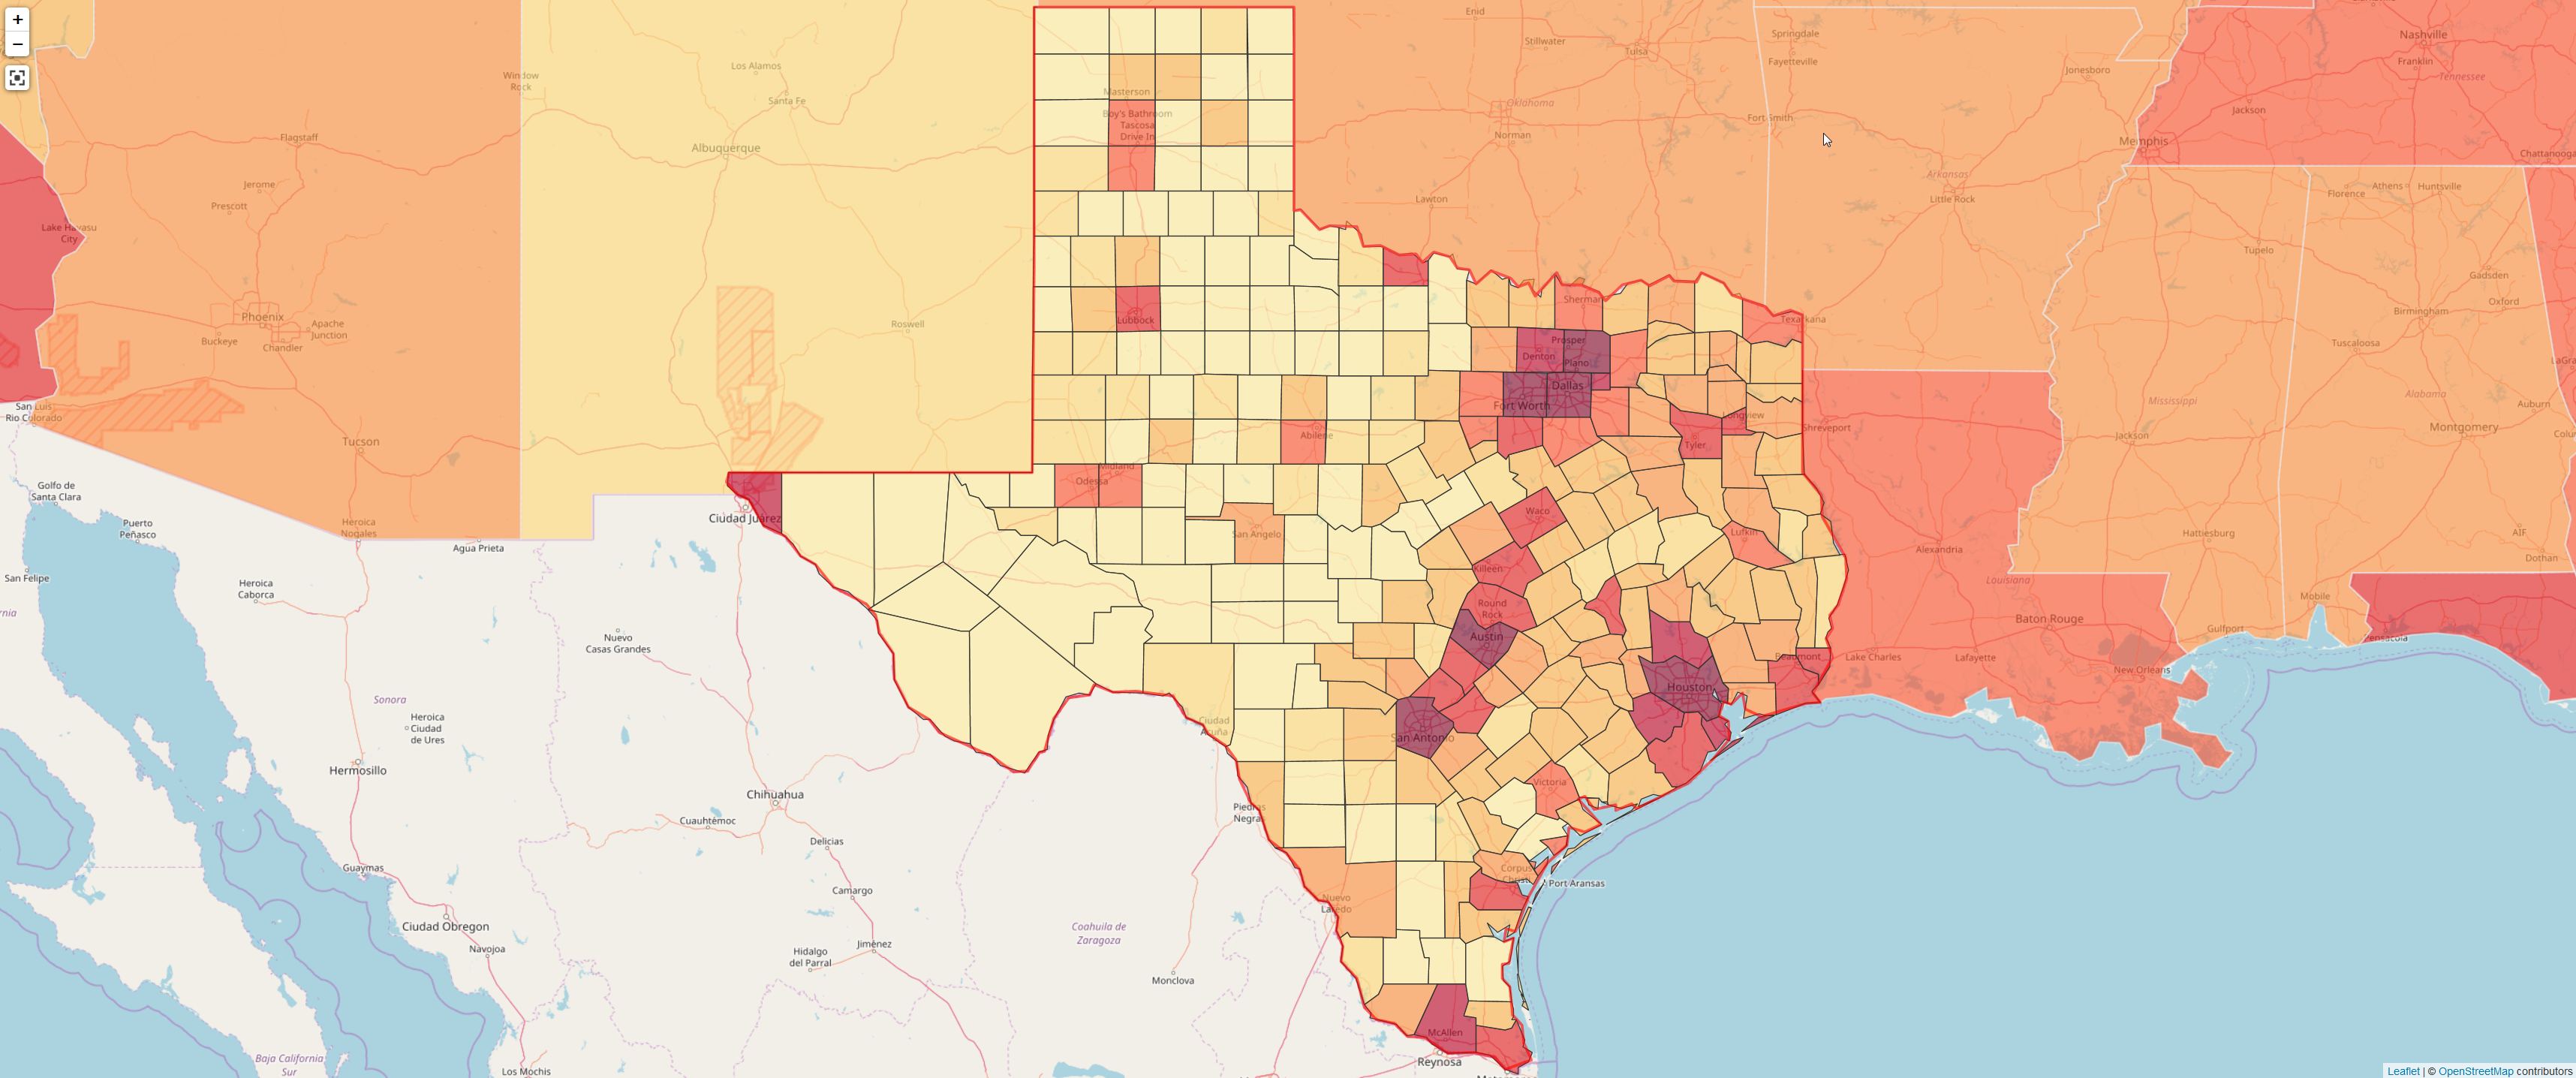 +
−
Enid
Springdale
Nashville
Stillwater
Tulsa
Franklin
Fayetteville
Los Alamos
Jonesboro
Tennessee
Window
Rock
Santa Fe
Masterson
Oklahoma
Jackson
Boy's Bathroom
Tascosa
Drive In
Fort Smith
Norman
Flagstaff
Albuquerque
Memphis
Chattanooga
Arkansas
Jerome
Florence
Athens
Huntsville
Prescott
Lawton
Little Rock
Lake Havasu
City
Tupelo
Gadsden
Sherman
Oxford
Phoenix
Apache
Junction
Roswell
Lubbock
Texarkana
Birmingham
Buckeye
Chandler
Prosper
Tuscaloosa
Denton
Plano
LaGra
Dallas
Alabama
San Luis
Rio Colorado
Fort Worth
Mississippi
Auburn
Longview
Shreveport
Montgomery
Abilene
Jackson
Colu
Tucson
Tyler
Midland
Odessa
Golfo de
Santa Clara
Ciudad Juárez
Waco
Puerto
Peñasco
Heroica
Nogales
San Angelo
Lufkin
Hattiesburg
AIF
Agua Prieta
Alexandria
Dothan
San Felipe
Killeen
Louisiana
Heroica
Caborca
Round
Rock
Mobile
rnia
Nuevo
Casas Grandes
Austin
Baton Rouge
Gulfport
Pensacola
Beaumont
Lake Charles
Lafayette
New Orleans
Houston
Sonora
Heroica
Ciudad
de Ures
Ciudad
Acuña
San Antonio
Hermosillo
Victoria
Chihuahua
Piedras
Negras
Cuauhtémoc
Delicias
Guaymas
Corpus
Christi
Port Aransas
Camargo
Nuevo
Laredo
Ciudad Obregon
Coahuila de
Zaragoza
Navojoa
Jiménez
Hidalgo
del Parral
Monclova
McAllen
Baja California
Sur
Los Mochis
Reynosa
Leaflet | © OpenStreetMap contributors